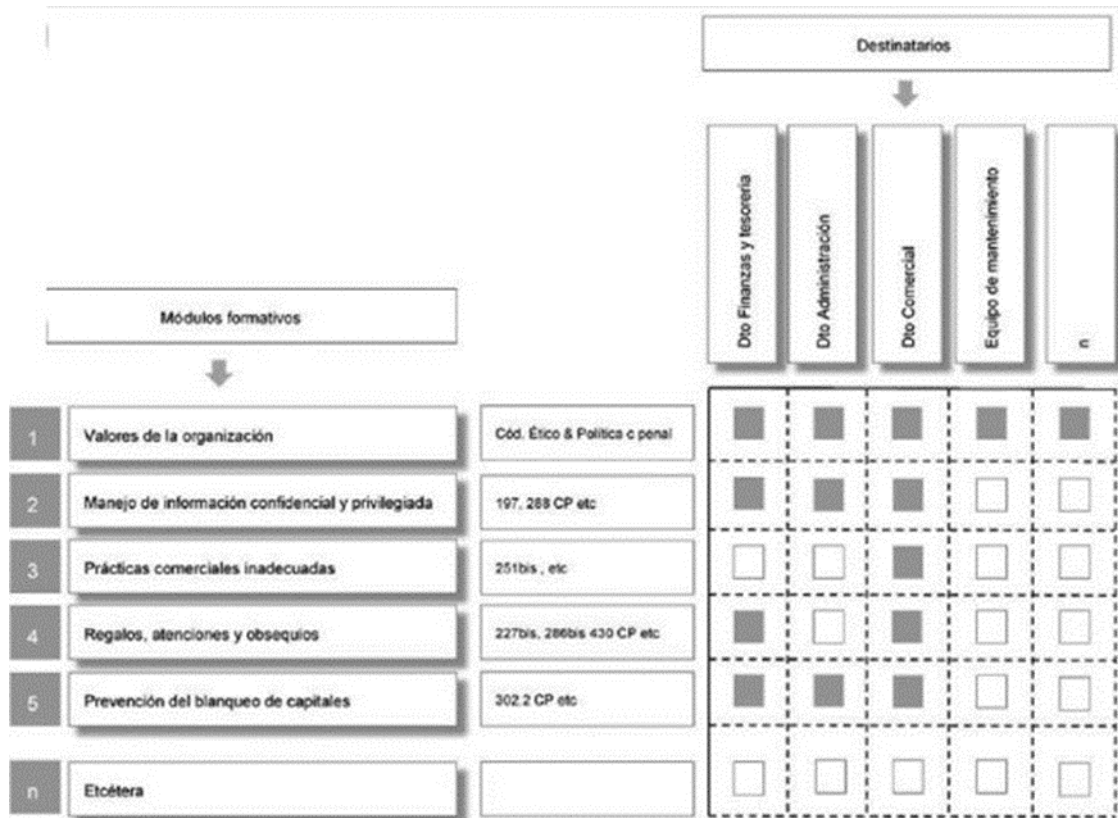 Destinatarios
Dto Finanzas y tesorería
Dto Administración
Dto Comercial
Equipo de mantenimiento
n
Módulos formativos
1 Valores de la organización Cód. Ético & Política c penal
2 Manejo de información confidencial y privilegiada 197, 288 CP etc
3 Prácticas comerciales inadecuadas 251bis , etc
4 Regalos, atenciones y obsequios 227bis, 286bis 430 CP etc
5 Prevención del blanqueo de capitales 302.2 CP etc
n Etcétera